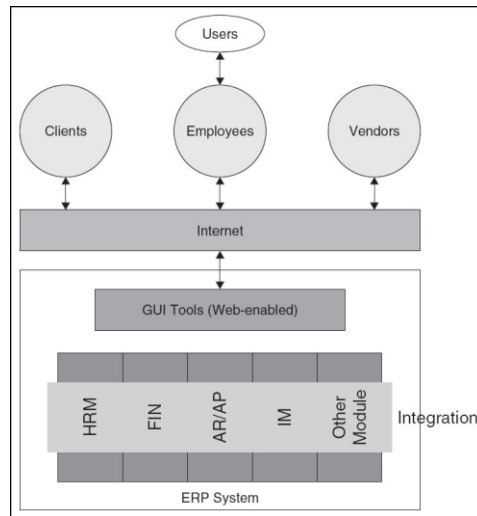 Users
Clients
Employees
Vendors
Internet
GUI Tools (Web-enabled)
HRM
FIN
AR/AP
IM
Other
Module
Integration
ERP System